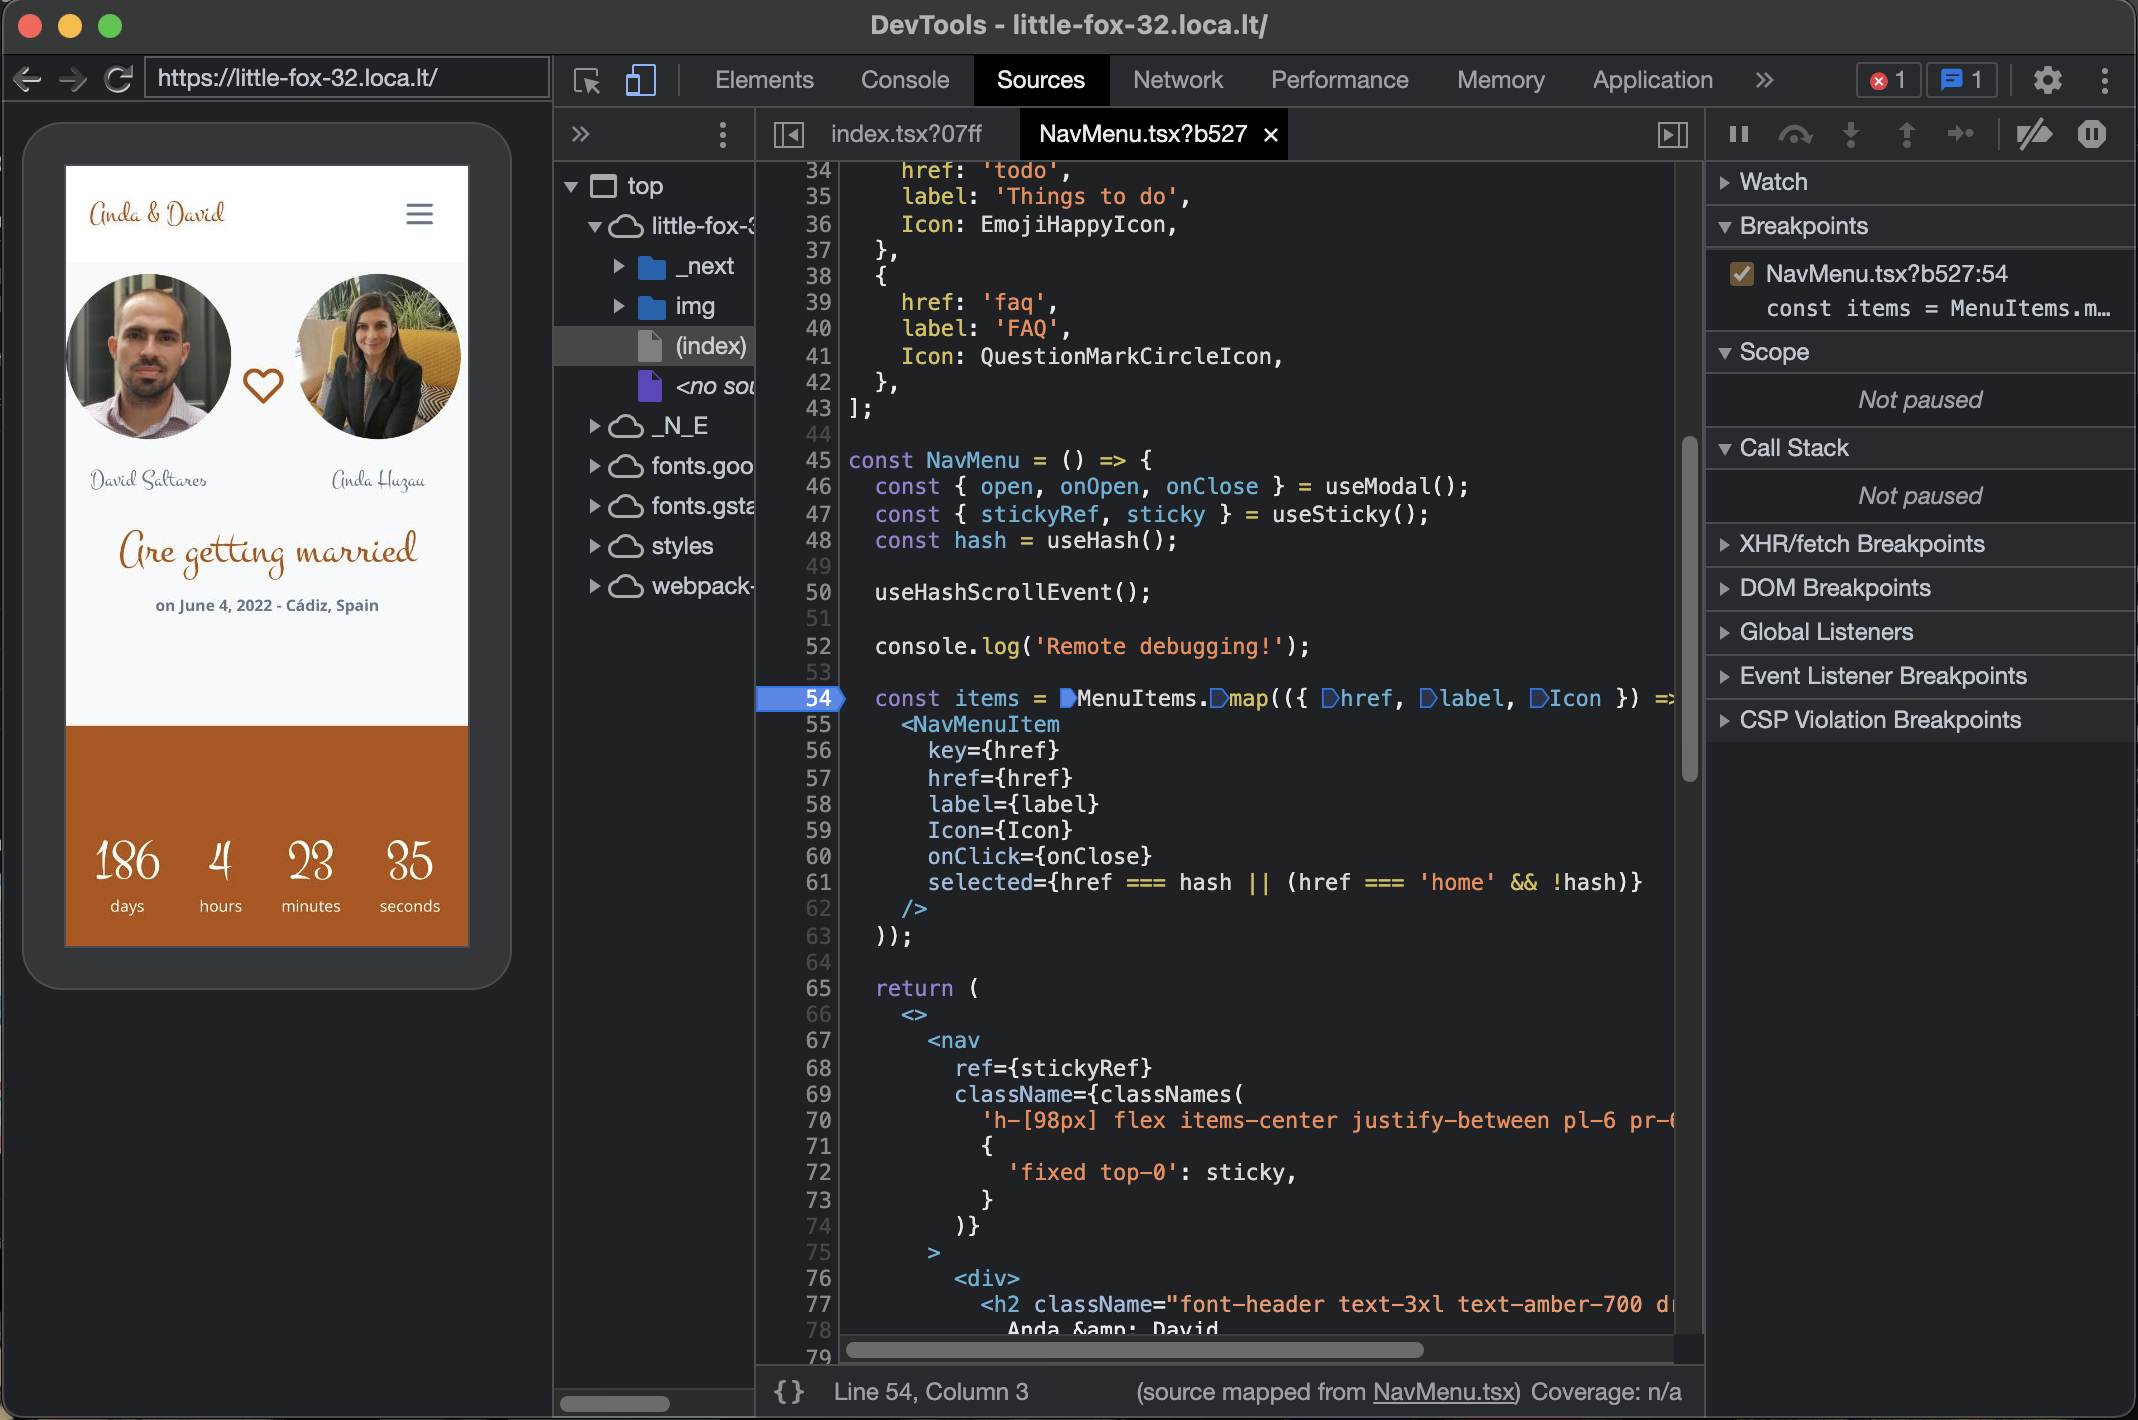 DevTools - little-fox-32.loca.lt/
https://little-fox-32.loca.lt/
Elements Console Sources Network Performance Memory Application 1 1
Anda & David
David Saltares
Anda Huzau
Are getting married
on June 4, 2022 - Cádiz, Spain
186 4 23 35
days hours minutes seconds
top
little-fox-3
_next
img
(index)
<no sou
_N_E
fonts.goo
fonts.gsta
styles
webpack-
index.tsx?07ff NavMenu.tsx?b527
34 href: 'todo',
35 label: 'Things to do',
36 Icon: EmojiHappyIcon,
37 },
38 {
39 href: 'faq',
40 label: 'FAQ',
41 Icon: QuestionMarkCircleIcon,
42 },
43 ];
44
45 const NavMenu = () => {
46 const { open, onOpen, onClose } = useModal();
47 const { stickyRef, sticky } = useSticky();
48 const hash = useHash();
49
50 useHashScrollEvent();
51
52 console.log('Remote debugging!');
53
54 const items = MenuItems.map(({ href, label, Icon }) =>
55 <NavMenuItem
56 key={href}
57 href={href}
58 label={label}
59 Icon={Icon}
60 onClick={onClose}
61 selected={href === hash || (href === 'home' && !hash)}
62 />
63 ));
64
65 return (
66 <>
67 <nav
68 ref={stickyRef}
69 className={classNames(
70 'h-[98px] flex items-center justify-between pl-6 pr-6
71 {
72 'fixed top-0': sticky,
73 }
74 )}
75 >
76 <div>
77 <h2 className="font-header text-3xl text-amber-700 dr
78 Anda &amp; David
79
{} Line 54, Column 3 (source mapped from NavMenu.tsx) Coverage: n/a
Watch
Breakpoints
NavMenu.tsx?b527:54
const items = MenuItems.m…
Scope
Not paused
Call Stack
Not paused
XHR/fetch Breakpoints
DOM Breakpoints
Global Listeners
Event Listener Breakpoints
CSP Violation Breakpoints